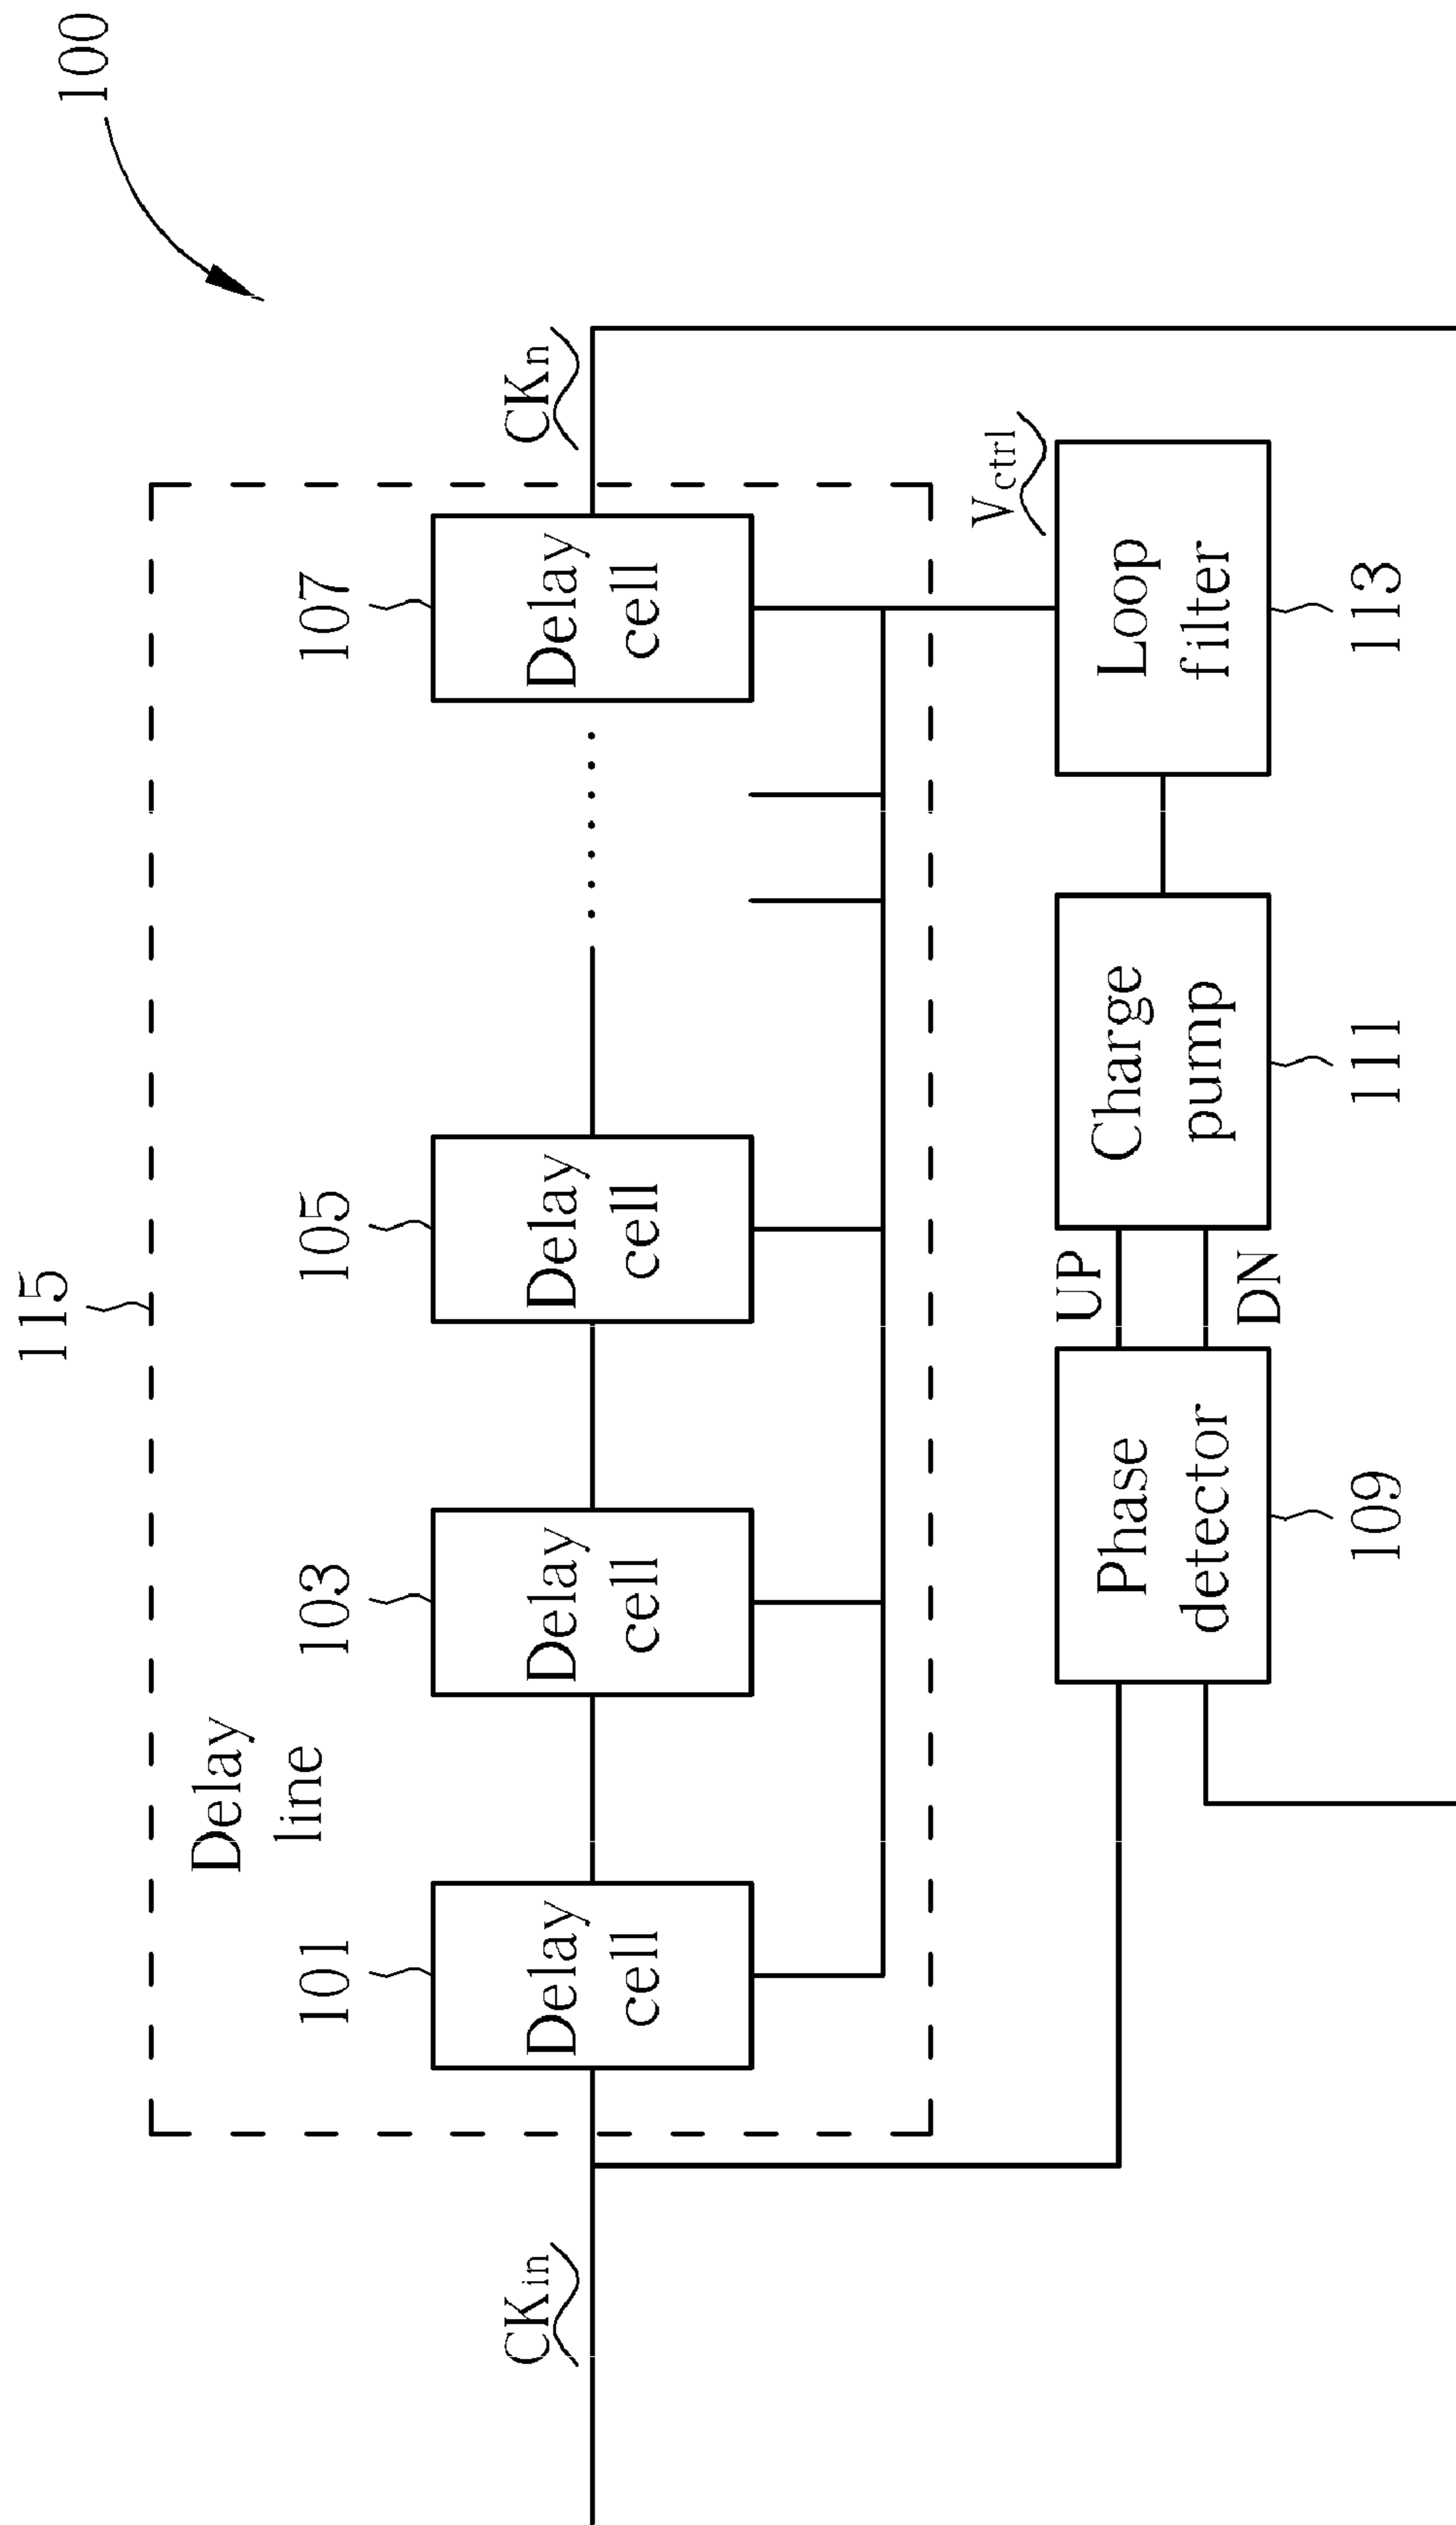 100
115
Delay
line
101
103
105
107
Delay
cell
Delay
cell
Delay
cell
Delay
cell
CKin
CKn
Vctrl
UP
DN
Phase
detector
Charge
pump
Loop
filter
109
111
113